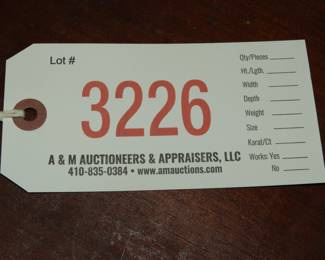 Lot #
3226
Qty/Pieces
Ht./Lgth.
Width
Depth
Weight
Size
Karat/Ct.
Works: Yes
No
A & M AUCTIONEERS & APPRAISERS, LLC
410-835-0384 • www.amauctions.com